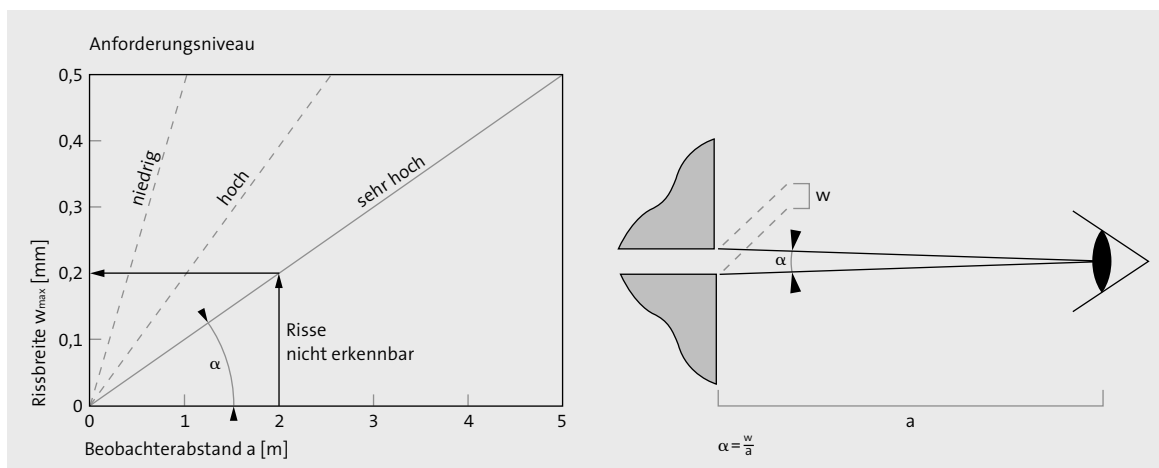 Anforderungsniveau
0,5
0,4
0,3
0,2
0,1
0
Rissbreite wmax [mm]
niedrig
hoch
sehr hoch
Risse
nicht erkennbar
α
0 1 2 3 4 5
Beobachterabstand a [m]
w
α
a
α = w/a